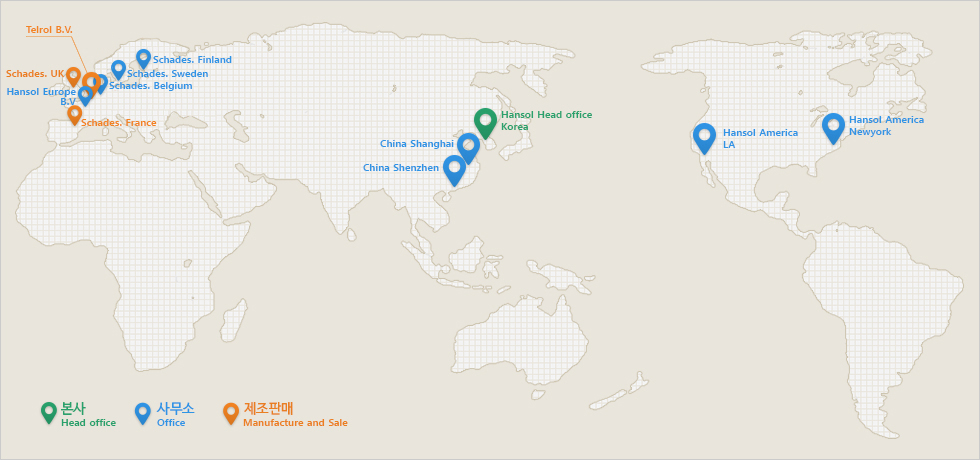 Telrol B.V.
Schades. Finland
Schades. UK
Schades. Sweden
Schades. Belgium
Hansol Europe
B.V
Schades. France
Hansol Head office
Korea
China Shanghai
China Shenzhen
Hansol America
LA
Hansol America
Newyork
본사
Head office
사무소
Office
제조판매
Manufacture and Sale